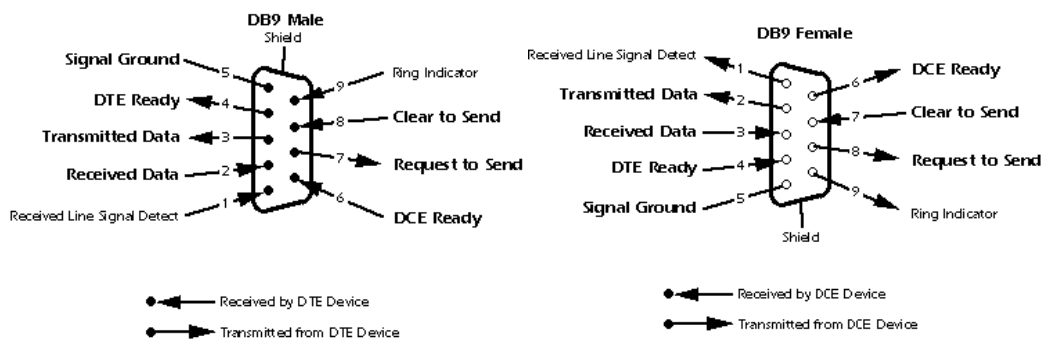 DB9 Male
Shield
Signal Ground
5
9
Ring Indicator
DTE Ready
4
8
Clear to Send
Transmitted Data
3
7
Request to Send
Received Data
2
6
DCE Ready
Received Line Signal Detect
1
Received by DTE Device
Transmitted from DTE Device
DB9 Female
Received Line Signal Detect
1
6
DCE Ready
Transmitted Data
2
7
Clear to Send
Received Data
3
8
Request to Send
DTE Ready
4
9
Ring Indicator
Signal Ground
5
Shield
Received by DCE Device
Transmitted from DCE Device